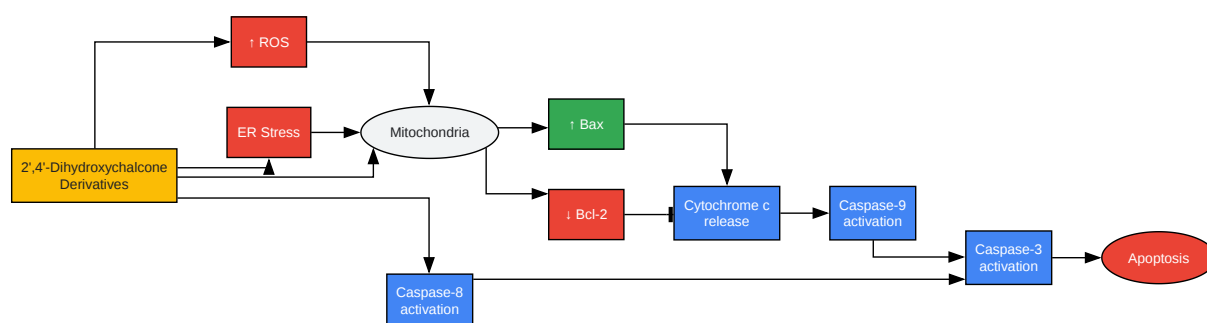 ↑ ROS
ER Stress
Mitochondria
↑ Bax
2',4'-Dihydroxychalcone
Derivatives
↓ Bcl-2
Cytochrome c
release
Caspase-9
activation
Caspase-3
activation
Apoptosis
Caspase-8
activation